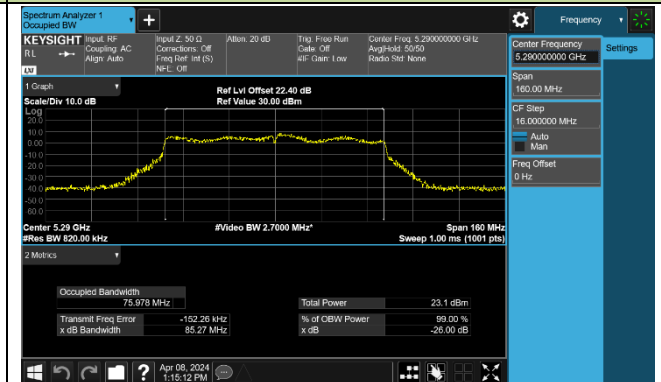 Spectrum Analyzer 1
Occupied BW
+
Frequency
KEYSIGHT
RL
LXI
Input: RF
Coupling: AC
Align: Auto
Input Z: 50 Ω
Corrections: Off
Freq Ref: Int (S)
NFE: Off
Atten: 20 dB
Trig: Free Run
Gate: Off
#IF Gain: Low
Center Freq: 5.290000000 GHz
Avg|Hold: 50/50
Radio Std: None
Center Frequency
5.290000000 GHz
Settings
Span
160.00 MHz
CF Step
16.000000 MHz
Auto
Man
Freq Offset
0 Hz
1 Graph
Scale/Div 10.0 dB
Ref Lvl Offset 22.40 dB
Ref Value 30.00 dBm
Log
20.0
10.0
0.00
-10.0
-20.0
-30.0
-40.0
-50.0
-60.0
Center 5.29 GHz
#Res BW 820.00 kHz
#Video BW 2.7000 MHz*
Span 160 MHz
Sweep 1.00 ms (1001 pts)
2 Metrics
Occupied Bandwidth
75.978 MHz
Transmit Freq Error -152.26 kHz
x dB Bandwidth 85.27 MHz
Total Power 23.1 dBm
% of OBW Power 99.00 %
x dB -26.00 dB
?
Apr 08, 2024
1:15:12 PM